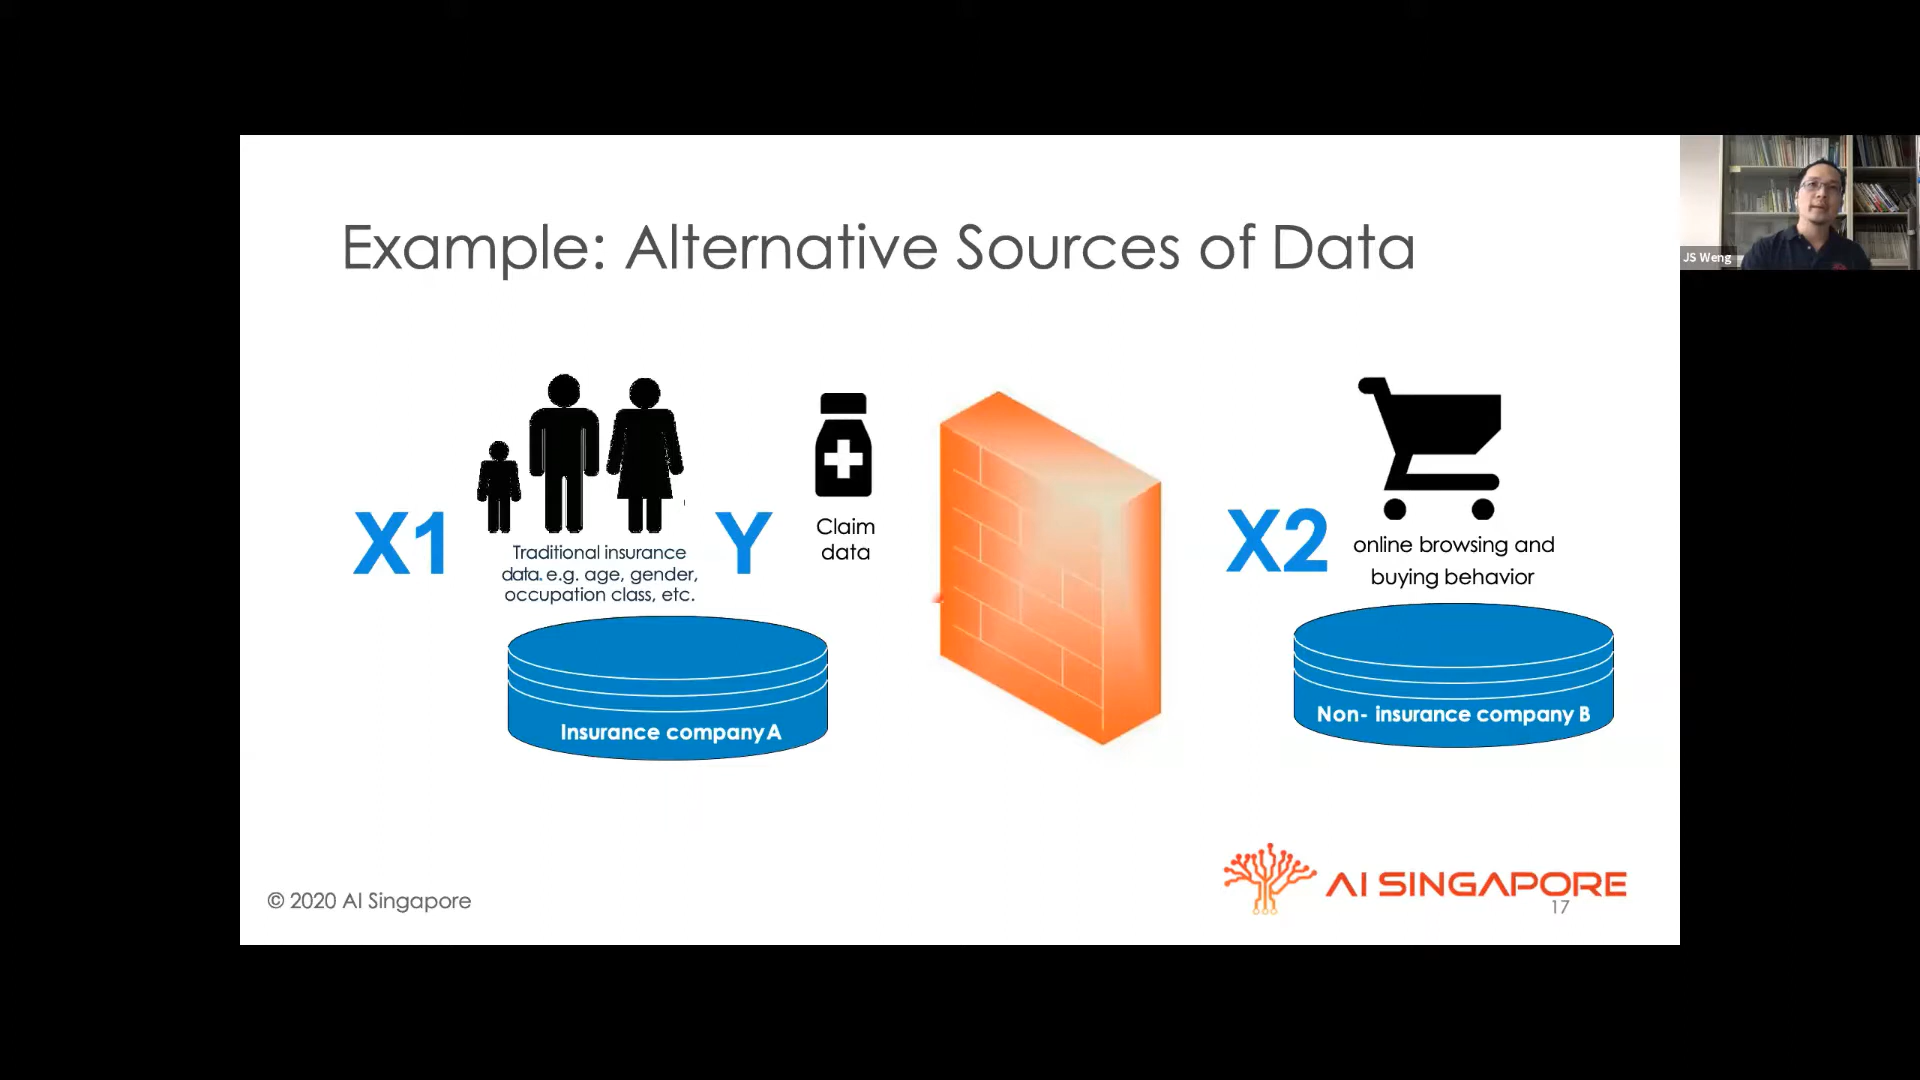 Example: Alternative Sources of Data
JS Weng
X1
Traditional insurance
data. e.g. age, gender,
occupation class, etc.
Y
Claim
data
X2
online browsing and
buying behavior
Insurance company A
Non- insurance company B
© 2020 AI Singapore
AI SINGAPORE
17